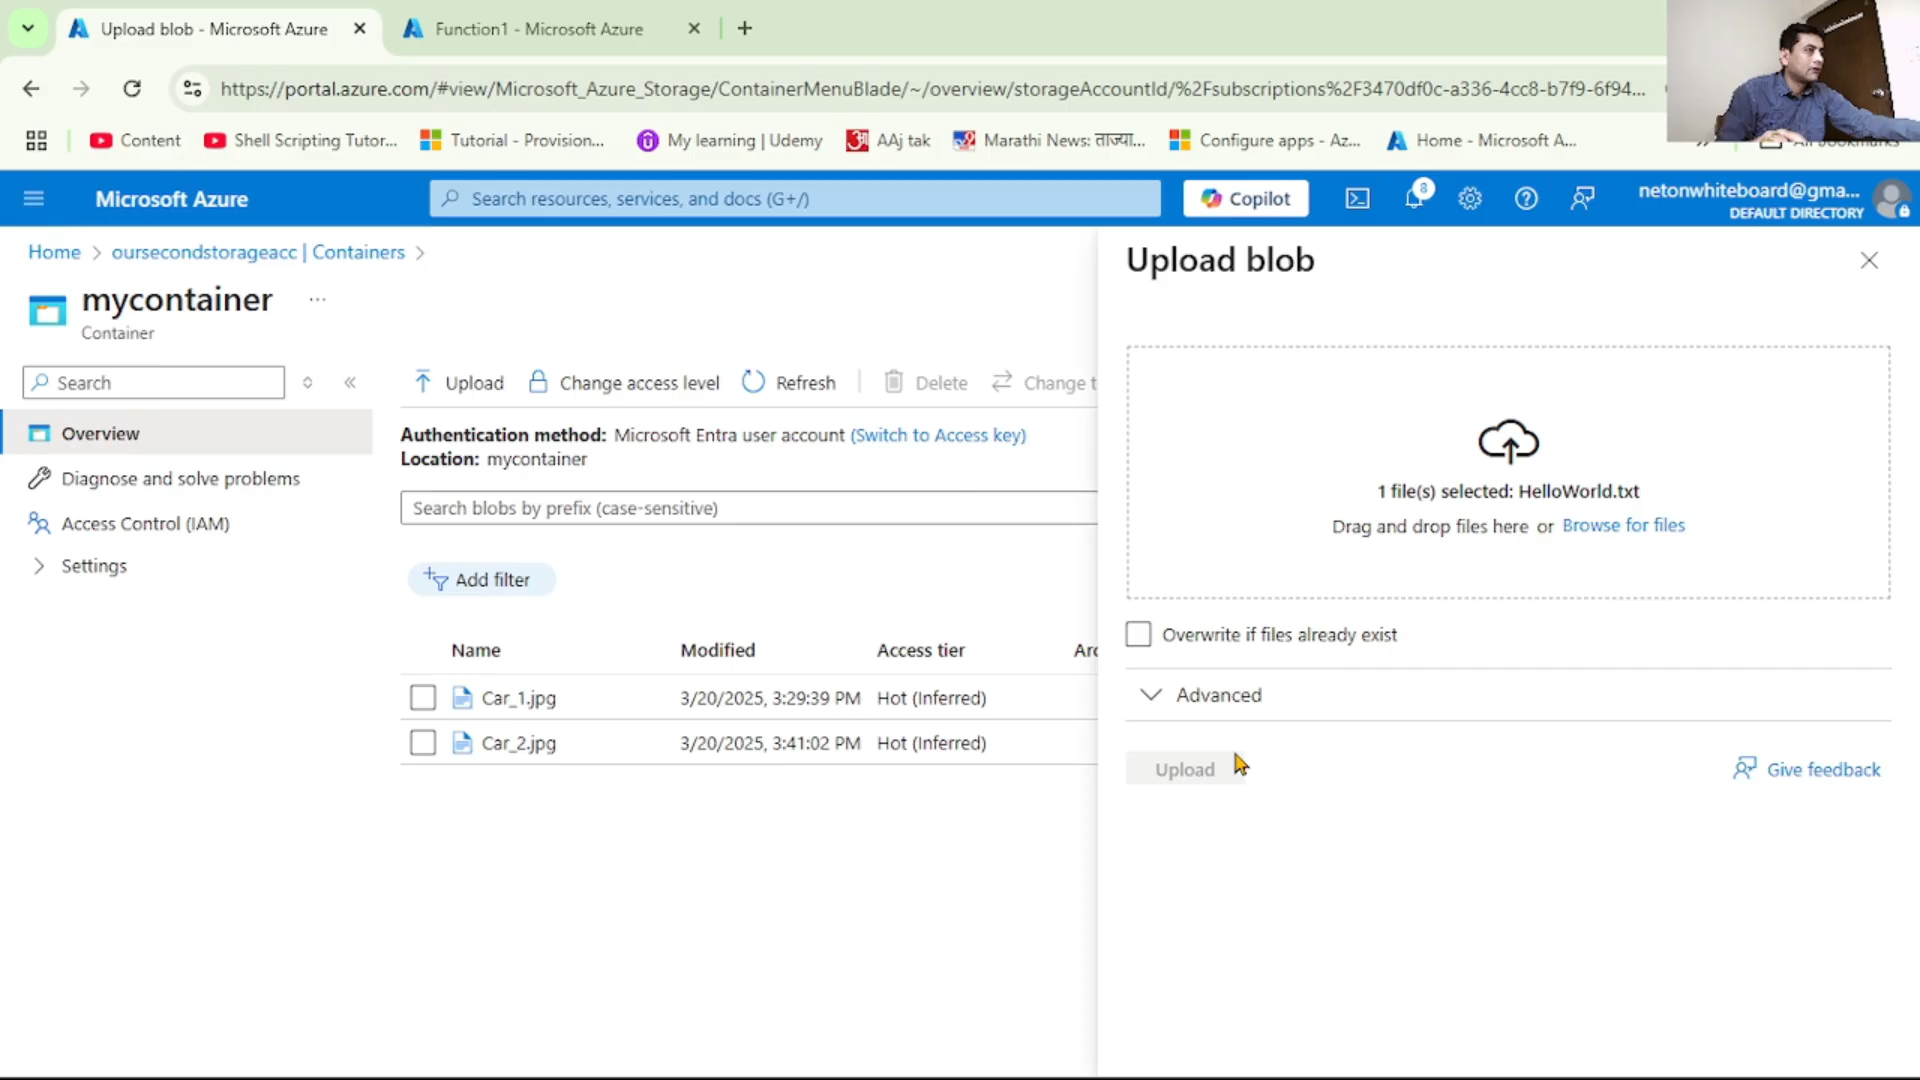 Upload blob - Microsoft Azure
Function1 - Microsoft Azure
https://portal.azure.com/#view/Microsoft_Azure_Storage/ContainerMenuBlade/~/overview/storageAccountId/%2Fsubscriptions%2F3470df0c-a336-4cc8-b7f9-6f94...
Content
Shell Scripting Tutor...
Tutorial - Provision...
My learning | Udemy
AAj tak
Marathi News: ताज्या...
Configure apps - Az...
Home - Microsoft A...
Microsoft Azure
Search resources, services, and docs (G+/)
Copilot
8
netonwhiteboard@gma...
DEFAULT DIRECTORY
Home > oursecondstorageacc | Containers >
mycontainer ...
Container
Search
Overview
Diagnose and solve problems
Access Control (IAM)
Settings
Upload
Change access level
Refresh
Delete
Change t
Authentication method: Microsoft Entra user account (Switch to Access key)
Location: mycontainer
Search blobs by prefix (case-sensitive)
Add filter
Name Modified Access tier Arc
Car_1.jpg 3/20/2025, 3:29:39 PM Hot (Inferred)
Car_2.jpg 3/20/2025, 3:41:02 PM Hot (Inferred)
Upload blob
1 file(s) selected: HelloWorld.txt
Drag and drop files here or Browse for files
Overwrite if files already exist
Advanced
Upload
Give feedback